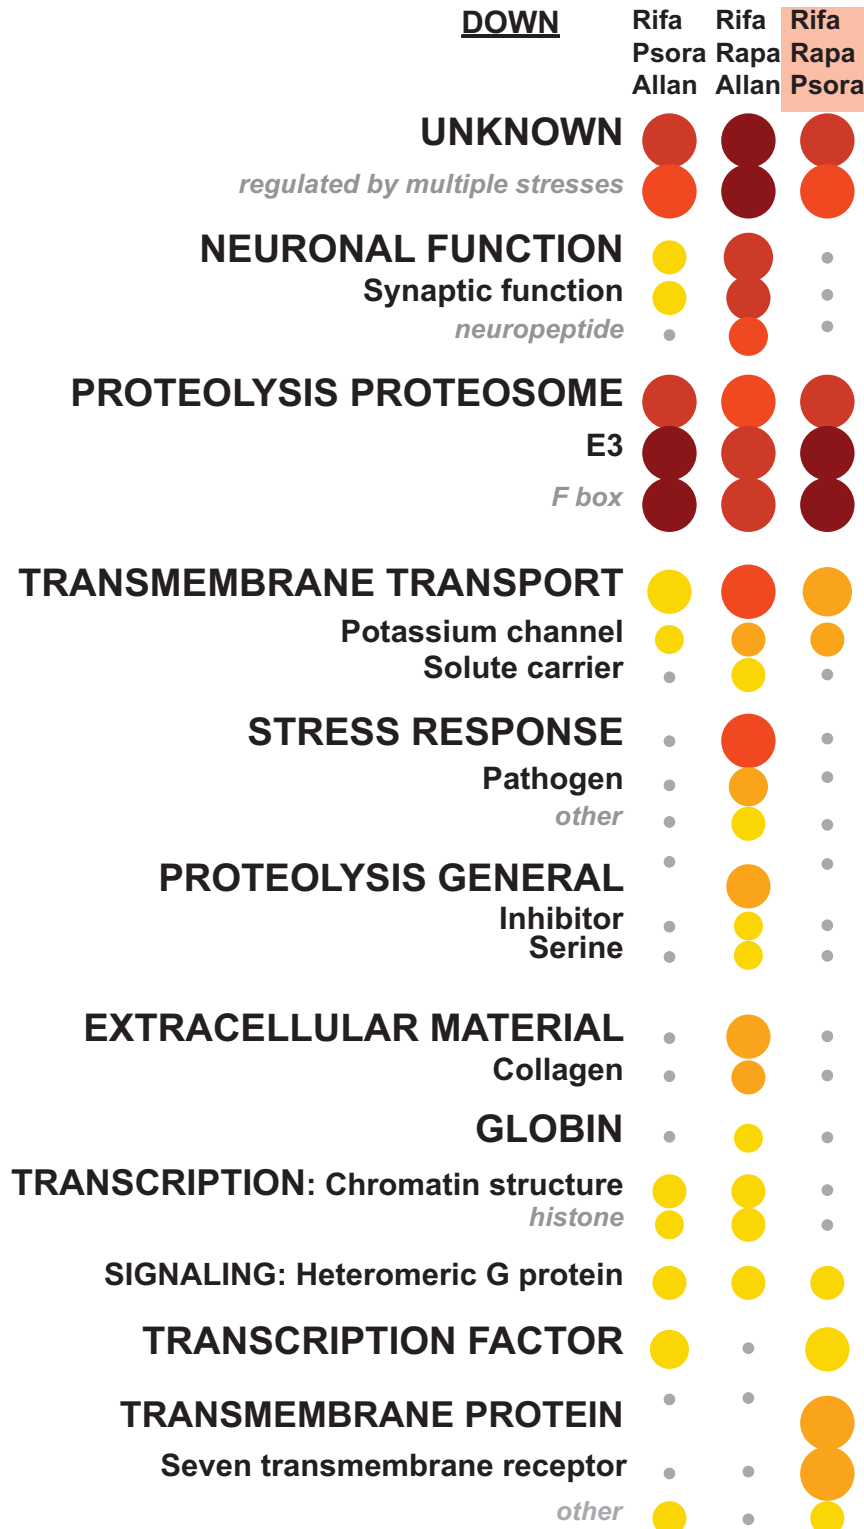 DOWN
Rifa Rifa Rifa
Psora Rapa Rapa
Allan Allan Psora
UNKNOWN
regulated by multiple stresses
NEURONAL FUNCTION
Synaptic function
neuropeptide
PROTEOLYSIS PROTEOSOME
E3
F box
TRANSMEMBRANE TRANSPORT
Potassium channel
Solute carrier
STRESS RESPONSE
Pathogen
other
PROTEOLYSIS GENERAL
Inhibitor
Serine
EXTRACELLULAR MATERIAL
Collagen
GLOBIN
TRANSCRIPTION: Chromatin structure
histone
SIGNALING: Heteromeric G protein
TRANSCRIPTION FACTOR
TRANSMEMBRANE PROTEIN
Seven transmembrane receptor
other